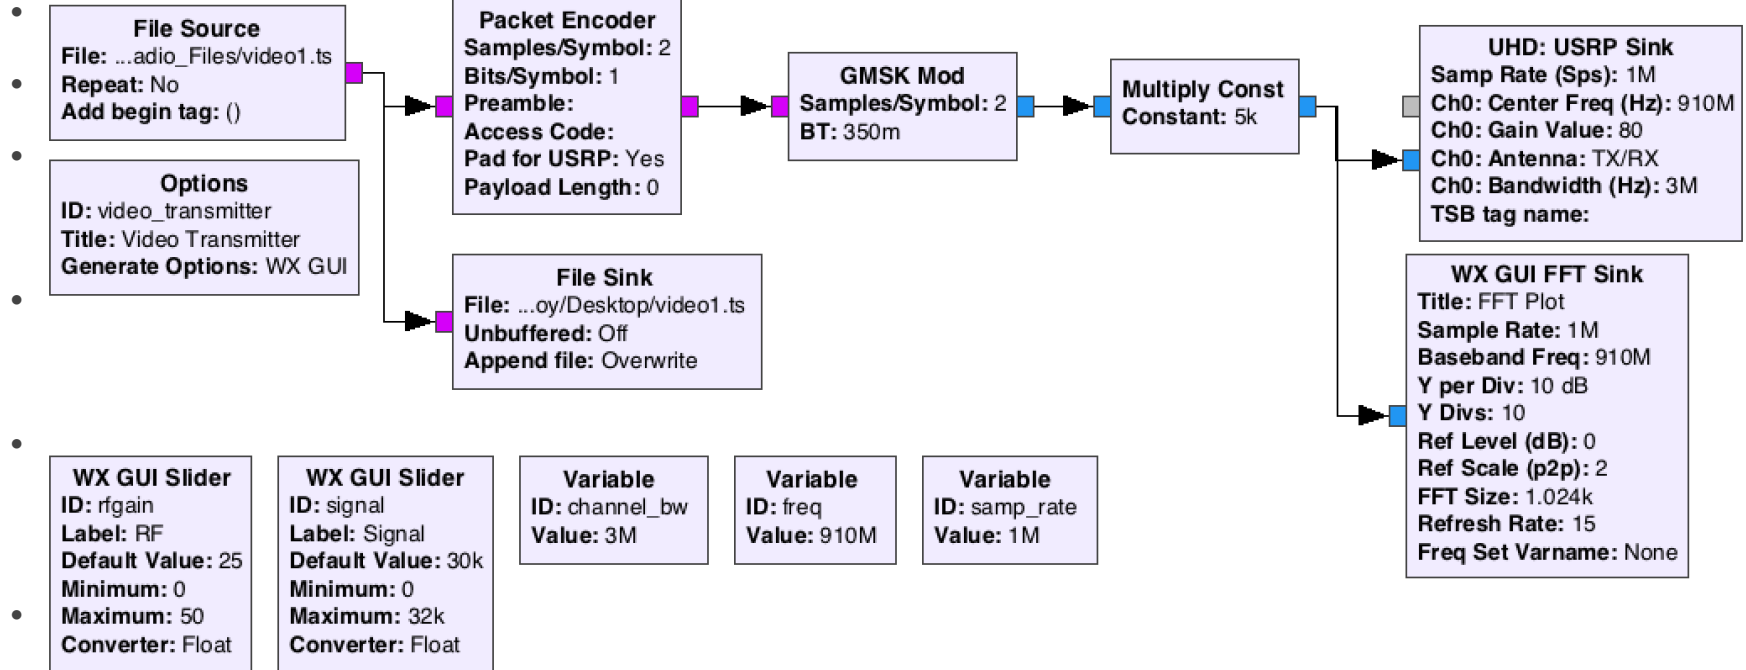 File Source
File: ...adio_Files/video1.ts
Repeat: No
Add begin tag: ()
Options
ID: video_transmitter
Title: Video Transmitter
Generate Options: WX GUI
Packet Encoder
Samples/Symbol: 2
Bits/Symbol: 1
Preamble:
Access Code:
Pad for USRP: Yes
Payload Length: 0
File Sink
File: ...oy/Desktop/video1.ts
Unbuffered: Off
Append file: Overwrite
GMSK Mod
Samples/Symbol: 2
BT: 350m
Multiply Const
Constant: 5k
UHD: USRP Sink
Samp Rate (Sps): 1M
Ch0: Center Freq (Hz): 910M
Ch0: Gain Value: 80
Ch0: Antenna: TX/RX
Ch0: Bandwidth (Hz): 3M
TSB tag name:
WX GUI FFT Sink
Title: FFT Plot
Sample Rate: 1M
Baseband Freq: 910M
Y per Div: 10 dB
Y Divs: 10
Ref Level (dB): 0
Ref Scale (p2p): 2
FFT Size: 1.024k
Refresh Rate: 15
Freq Set Varname: None
WX GUI Slider
ID: rfgain
Label: RF
Default Value: 25
Minimum: 0
Maximum: 50
Converter: Float
WX GUI Slider
ID: signal
Label: Signal
Default Value: 30k
Minimum: 0
Maximum: 32k
Converter: Float
Variable
ID: channel_bw
Value: 3M
Variable
ID: freq
Value: 910M
Variable
ID: samp_rate
Value: 1M